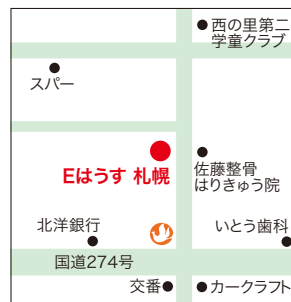 西の里第二
学童クラブ
スパー
Eはうす 札幌
佐藤整骨
はりきゅう院
北洋銀行
いとう歯科
国道274号
交番
カークラフト